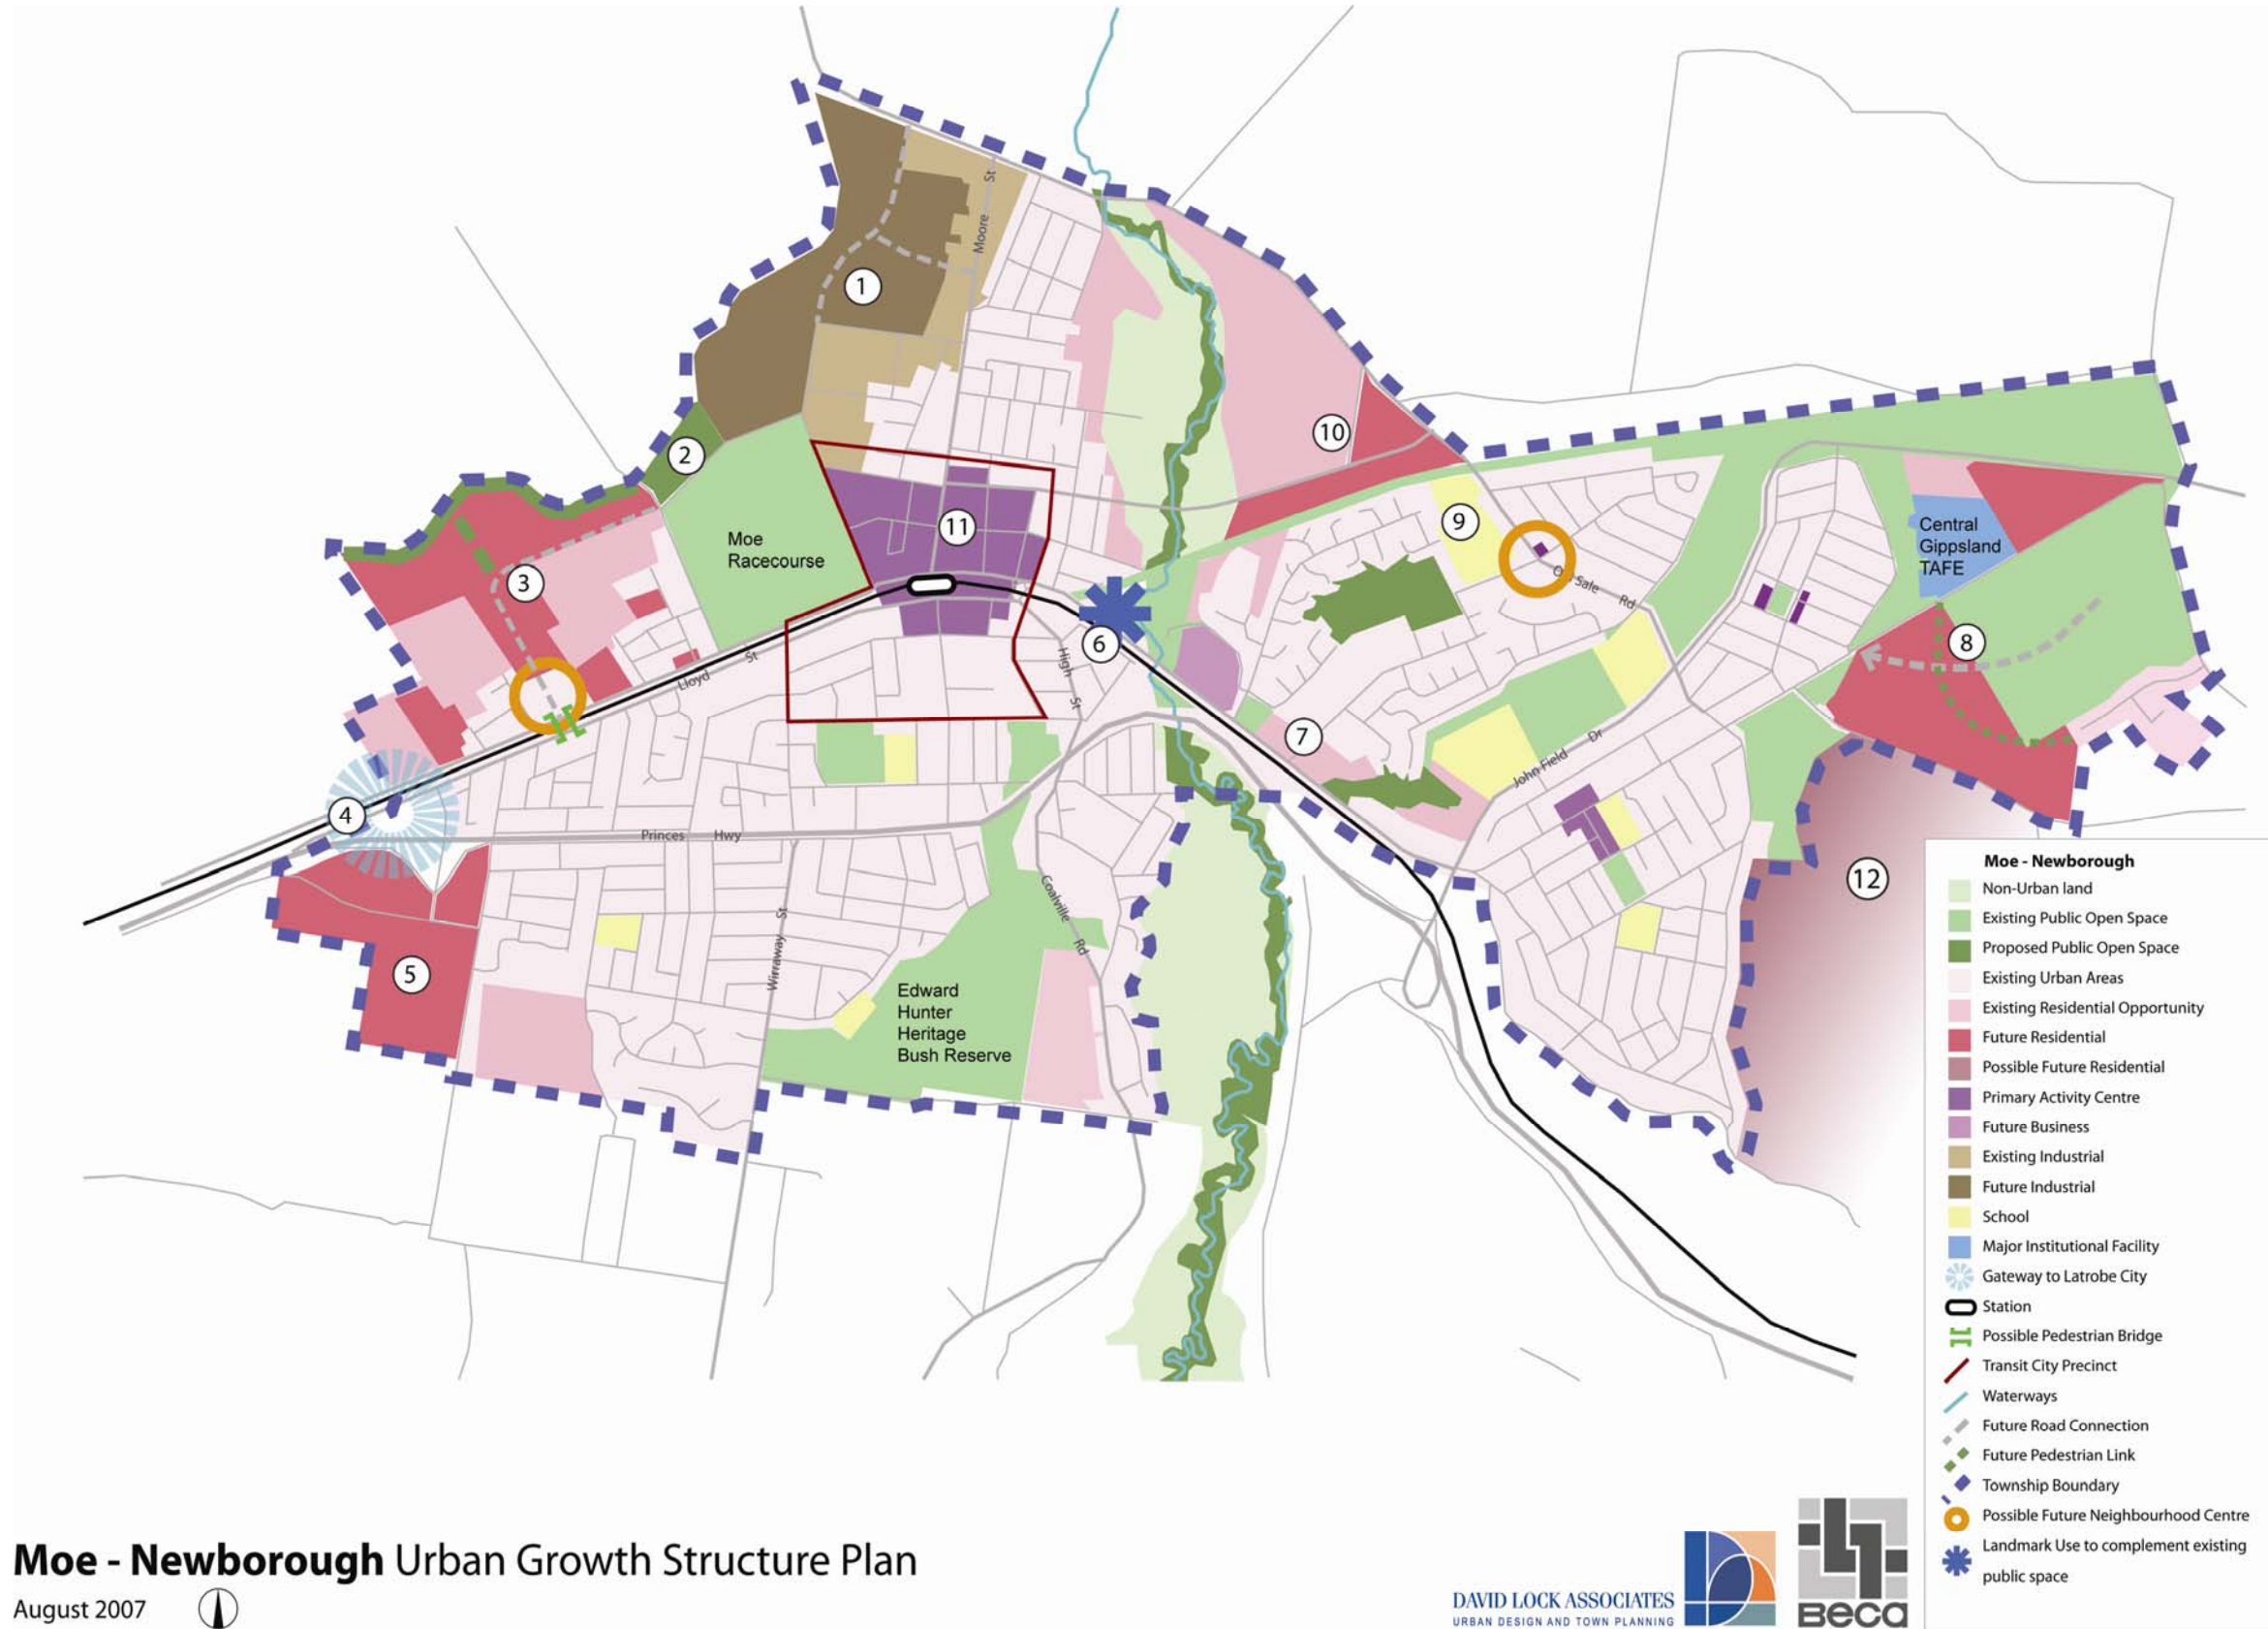 St
Moore
1
2
10
Moe
Racecourse
11
9
Central
Gippsland
TAFE
3
Sale
Rd
6
High
St
8
Lloyd
St
7
John Field
Dr
4
Princes
Hwy
12
5
Coalville
Rd
Wirraway
St
Edward
Hunter
Heritage
Bush Reserve
Moe - Newborough
Non-Urban land
Existing Public Open Space
Proposed Public Open Space
Existing Urban Areas
Existing Residential Opportunity
Future Residential
Possible Future Residential
Primary Activity Centre
Future Business
Existing Industrial
Future Industrial
School
Major Institutional Facility
Gateway to Latrobe City
Station
Possible Pedestrian Bridge
Transit City Precinct
Waterways
Future Road Connection
Future Pedestrian Link
Township Boundary
Possible Future Neighbourhood Centre
Landmark Use to complement existing
public space
Moe - Newborough Urban Growth Structure Plan
August 2007
DAVID LOCK ASSOCIATES
URBAN DESIGN AND TOWN PLANNING
Beca